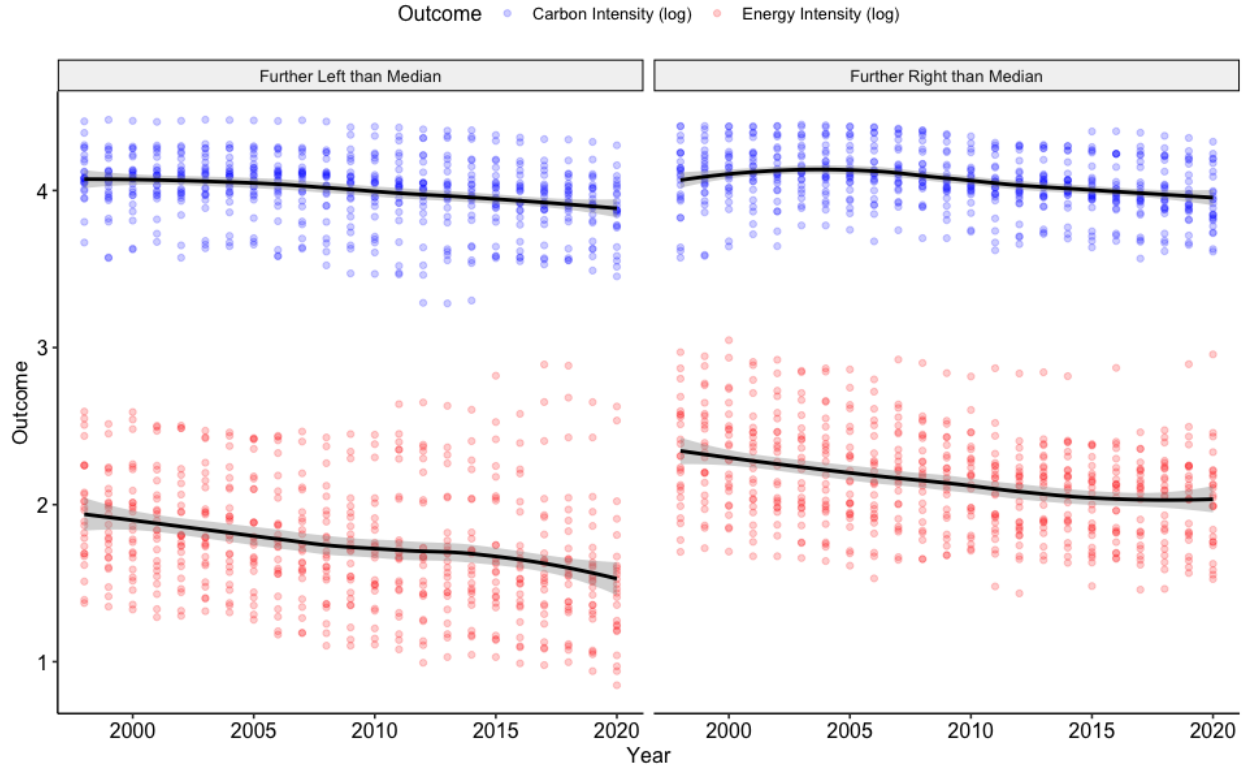 Outcome Carbon Intensity (log) Energy Intensity (log)
Further Left than Median Further Right than Median
4
3
2
1
Outcome
2000 2005 2010 2015 2020 2000 2005 2010 2015 2020
Year